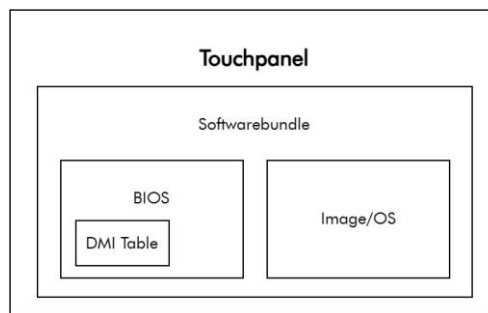 Touchpanel
Softwarebundle
BIOS
DMI Table
Image/OS